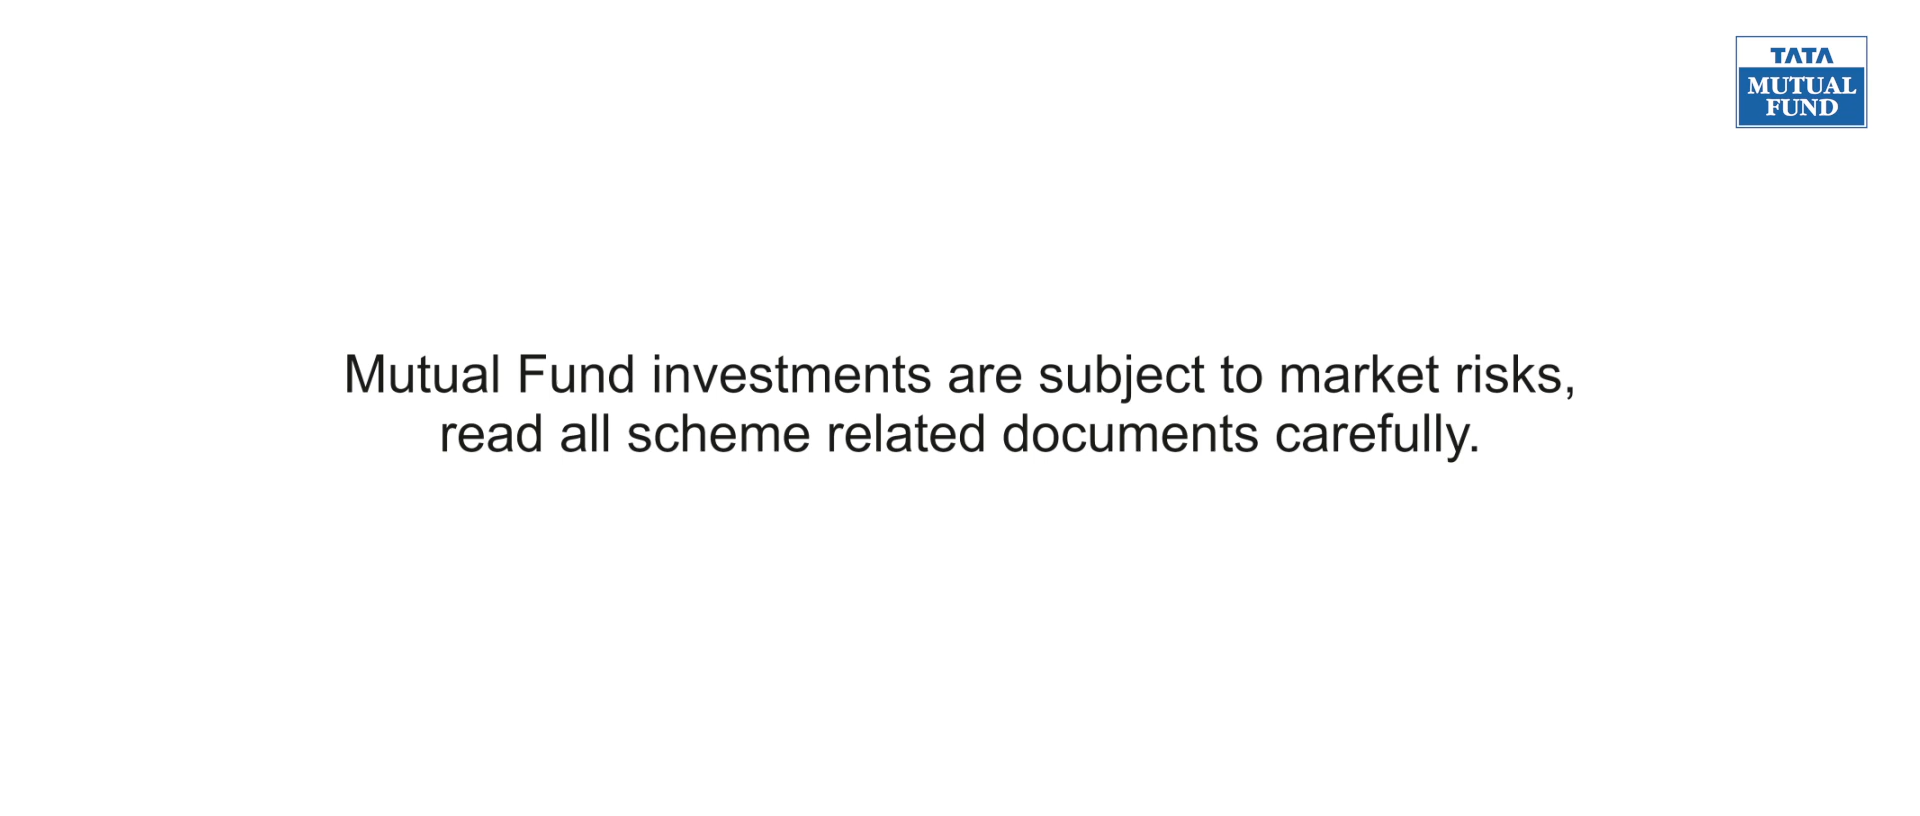 TATA
MUTUAL
FUND
Mutual Fund investments are subject to market risks,
read all scheme related documents carefully.